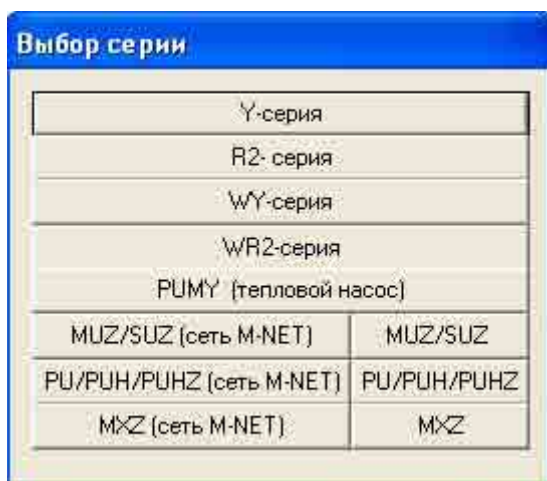 Выбор серии
Y-серия
R2- серия
WY-серия
WR2-серия
PUMY (тепловой насос)
MUZ/SUZ (сеть M-NET) MUZ/SUZ
PU/PUH/PUHZ (сеть M-NET) PU/PUH/PUHZ
MXZ (сеть M-NET) MXZ